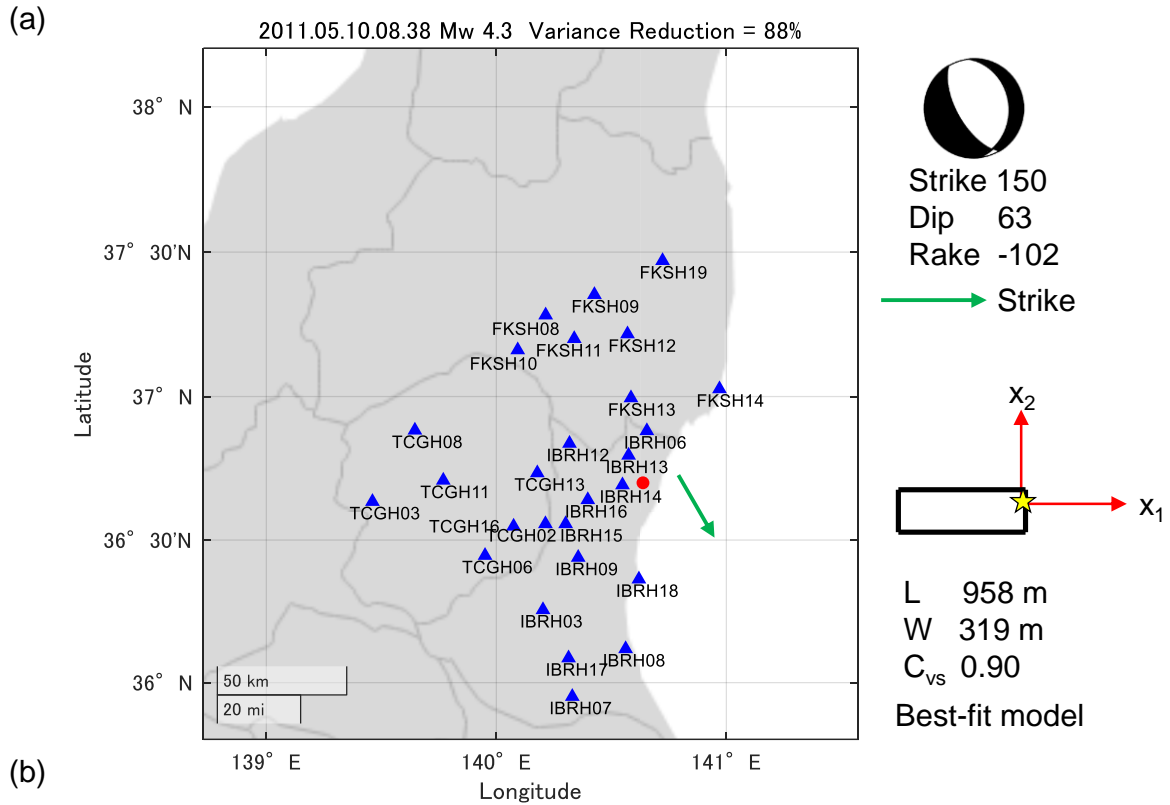 (a)
2011.05.10.08.38 Mw 4.3 Variance Reduction = 88%
38° N
37° 30'N
37° N
36° 30'N
36° N
Latitude
FKSH19
FKSH09
FKSH08
FKSH11
FKSH12
FKSH10
FKSH14
FKSH13
TCGH08
IBRH12
IBRH06
IBRH13
TCGH13
TCGH11
IBRH14
TCGH03
IBRH16
TCGH16
TCGH02
IBRH15
TCGH06
IBRH09
IBRH18
IBRH03
IBRH08
IBRH17
IBRH07
50 km
20 mi
139° E
140° E
141° E
Longitude
Strike 150
Dip 63
Rake -102
Strike
x2
x1
L 958 m
W 319 m
Cvs 0.90
Best-fit model
(b)